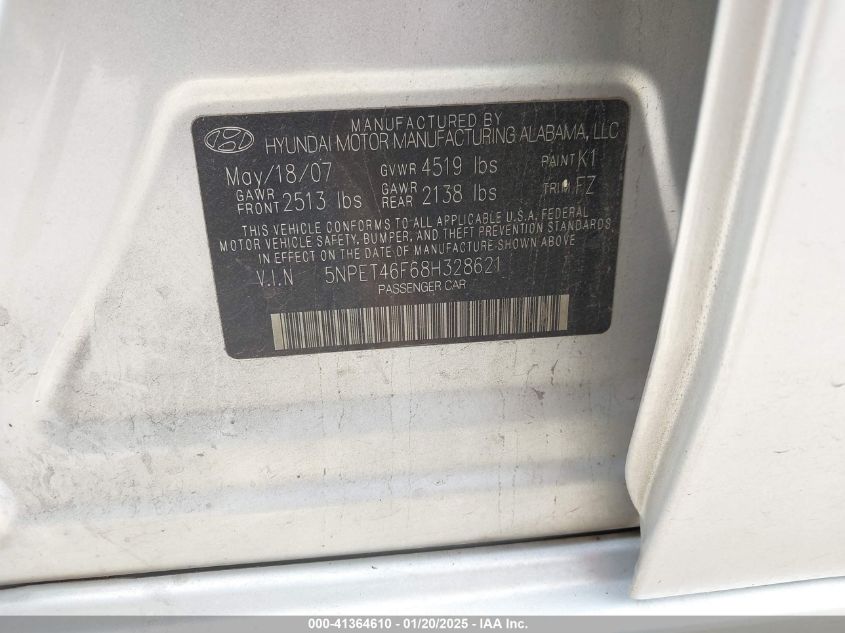 MANUFACTURED BY
HYUNDAI MOTOR MANUFACTURING ALABAMA, LLC
May/18/07 GVWR 4519 lbs PAINT K1
GAWR FRONT 2513 lbs GAWR REAR 2138 lbs TRIM FZ
THIS VEHICLE CONFORMS TO ALL APPLICABLE U.S.A. FEDERAL
MOTOR VEHICLE SAFETY, BUMPER, AND THEFT PREVENTION STANDARDS
IN EFFECT ON THE DATE OF MANUFACTURE SHOWN ABOVE
V.I.N 5NPET46F68H328621
PASSENGER CAR
000-41364610 - 01/20/2025 - IAA Inc.